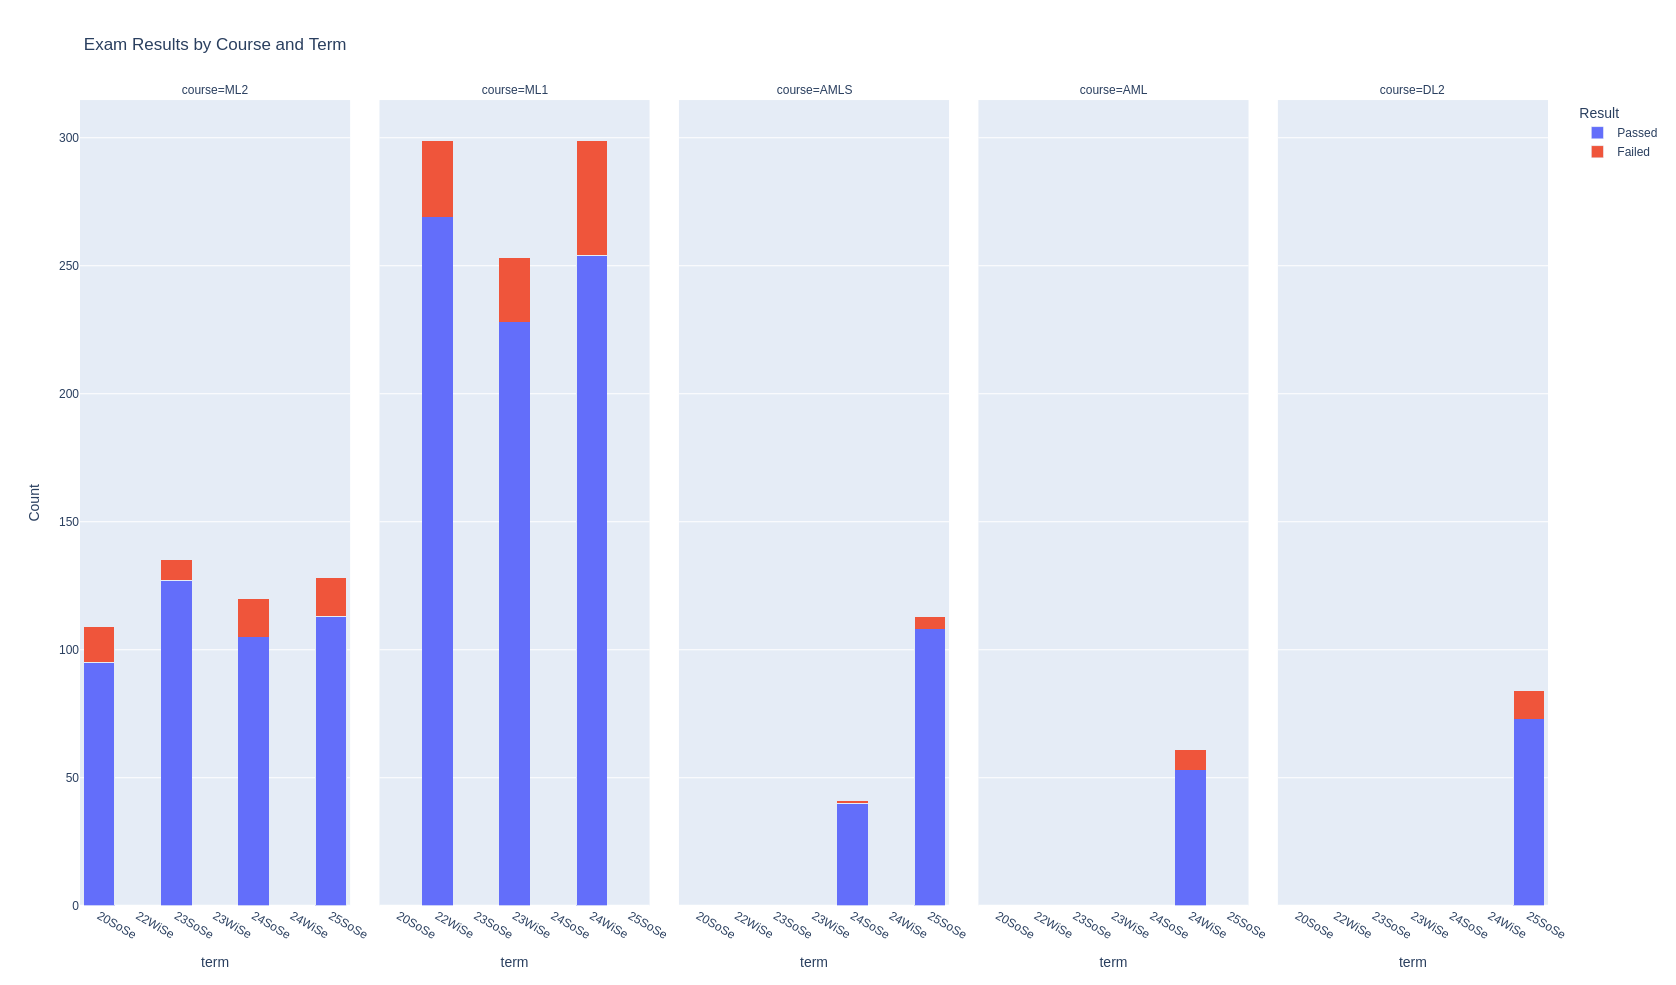 Exam Results by Course and Term
course=ML2
course=ML1
course=AMLS
course=AML
course=DL2
Result
Passed
Failed
Count
300
250
200
150
100
50
0
20SoSe 22WiSe 23SoSe 23WiSe 24SoSe 24WiSe 25SoSe
20SoSe 22WiSe 23SoSe 23WiSe 24SoSe 24WiSe 25SoSe
20SoSe 22WiSe 23SoSe 23WiSe 24SoSe 24WiSe 25SoSe
20SoSe 22WiSe 23SoSe 23WiSe 24SoSe 24WiSe 25SoSe
20SoSe 22WiSe 23SoSe 23WiSe 24SoSe 24WiSe 25SoSe
term
term
term
term
term